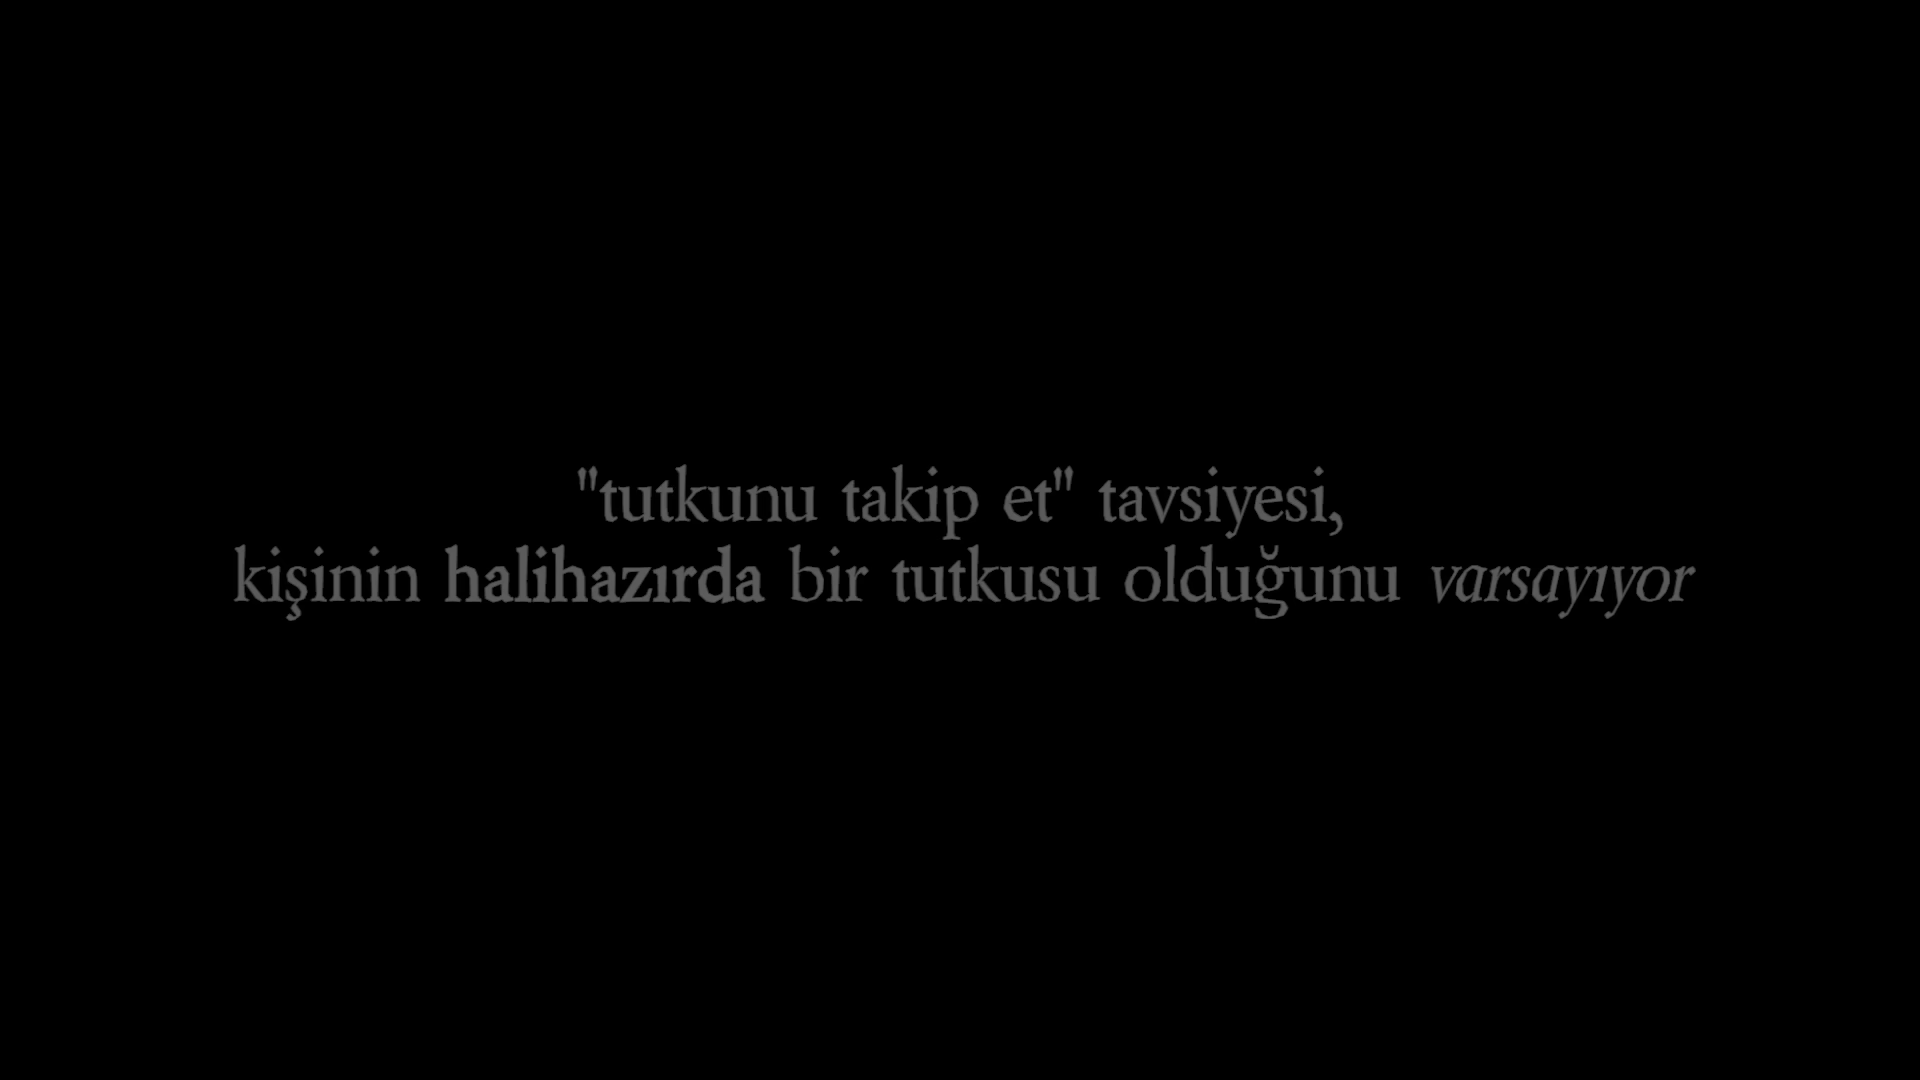 "tutkunu takip et" tavsiyesi,
kişinin halihazırda bir tutkusu olduğunu varsayıyor